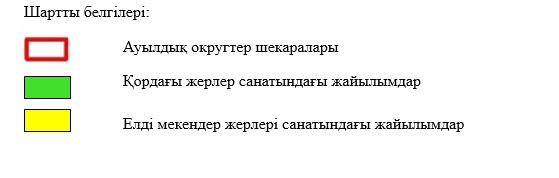 Шартты белгілері:
Ауылдық округтер шекаралары
Қордағы жерлер санатындағы жайылымдар
Елді мекендер жерлері санатындағы жайылымдар